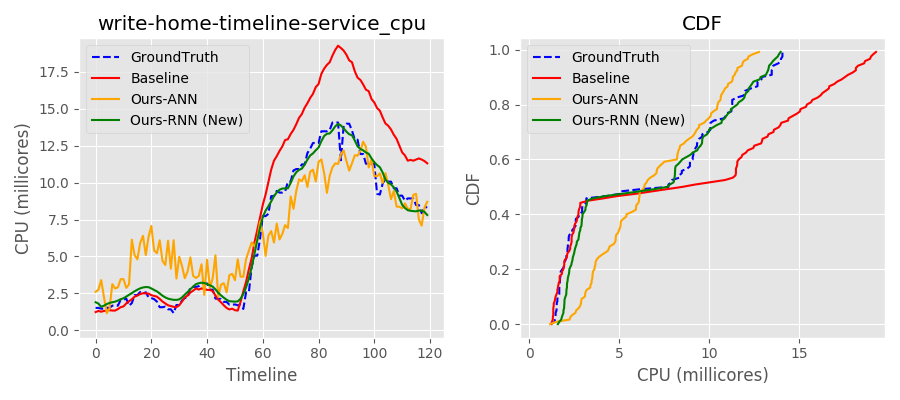 write-home-timeline-service_cpu
CPU (millicores)
17.5
15.0
12.5
10.0
7.5
5.0
2.5
0.0
GroundTruth
Baseline
Ours-ANN
Ours-RNN (New)
0 20 40 60 80 100 120
Timeline
CDF
CDF
1.0
0.8
0.6
0.4
0.2
0.0
GroundTruth
Baseline
Ours-ANN
Ours-RNN (New)
0 5 10 15
CPU (millicores)